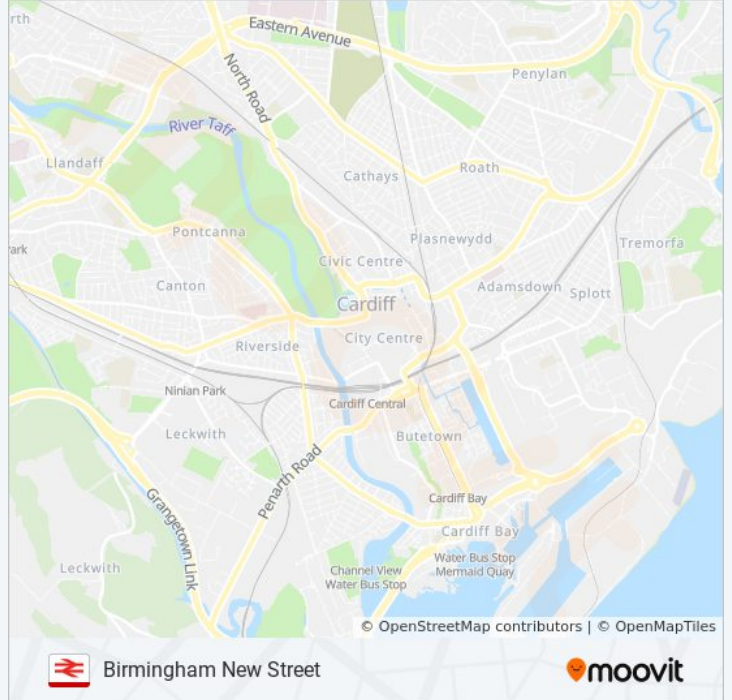 rth
Eastern Avenue
North Road
Penylan
River Taff
Llandaff
Cathays
Roath
Pontcanna
Plasnewydd
Tremorfa
ark
Civic Centre
Canton
Adamsdown
Splott
Cardiff
City Centre
Riverside
Ninian Park
Cardiff Central
Leckwith
Butetown
Penarth Road
Grangetown Link
Cardiff Bay
Cardiff Bay
Leckwith
Channel View
Water Bus Stop
Water Bus Stop
Mermaid Quay
© OpenStreetMap contributors | © OpenMapTiles
Birmingham New Street
moovit